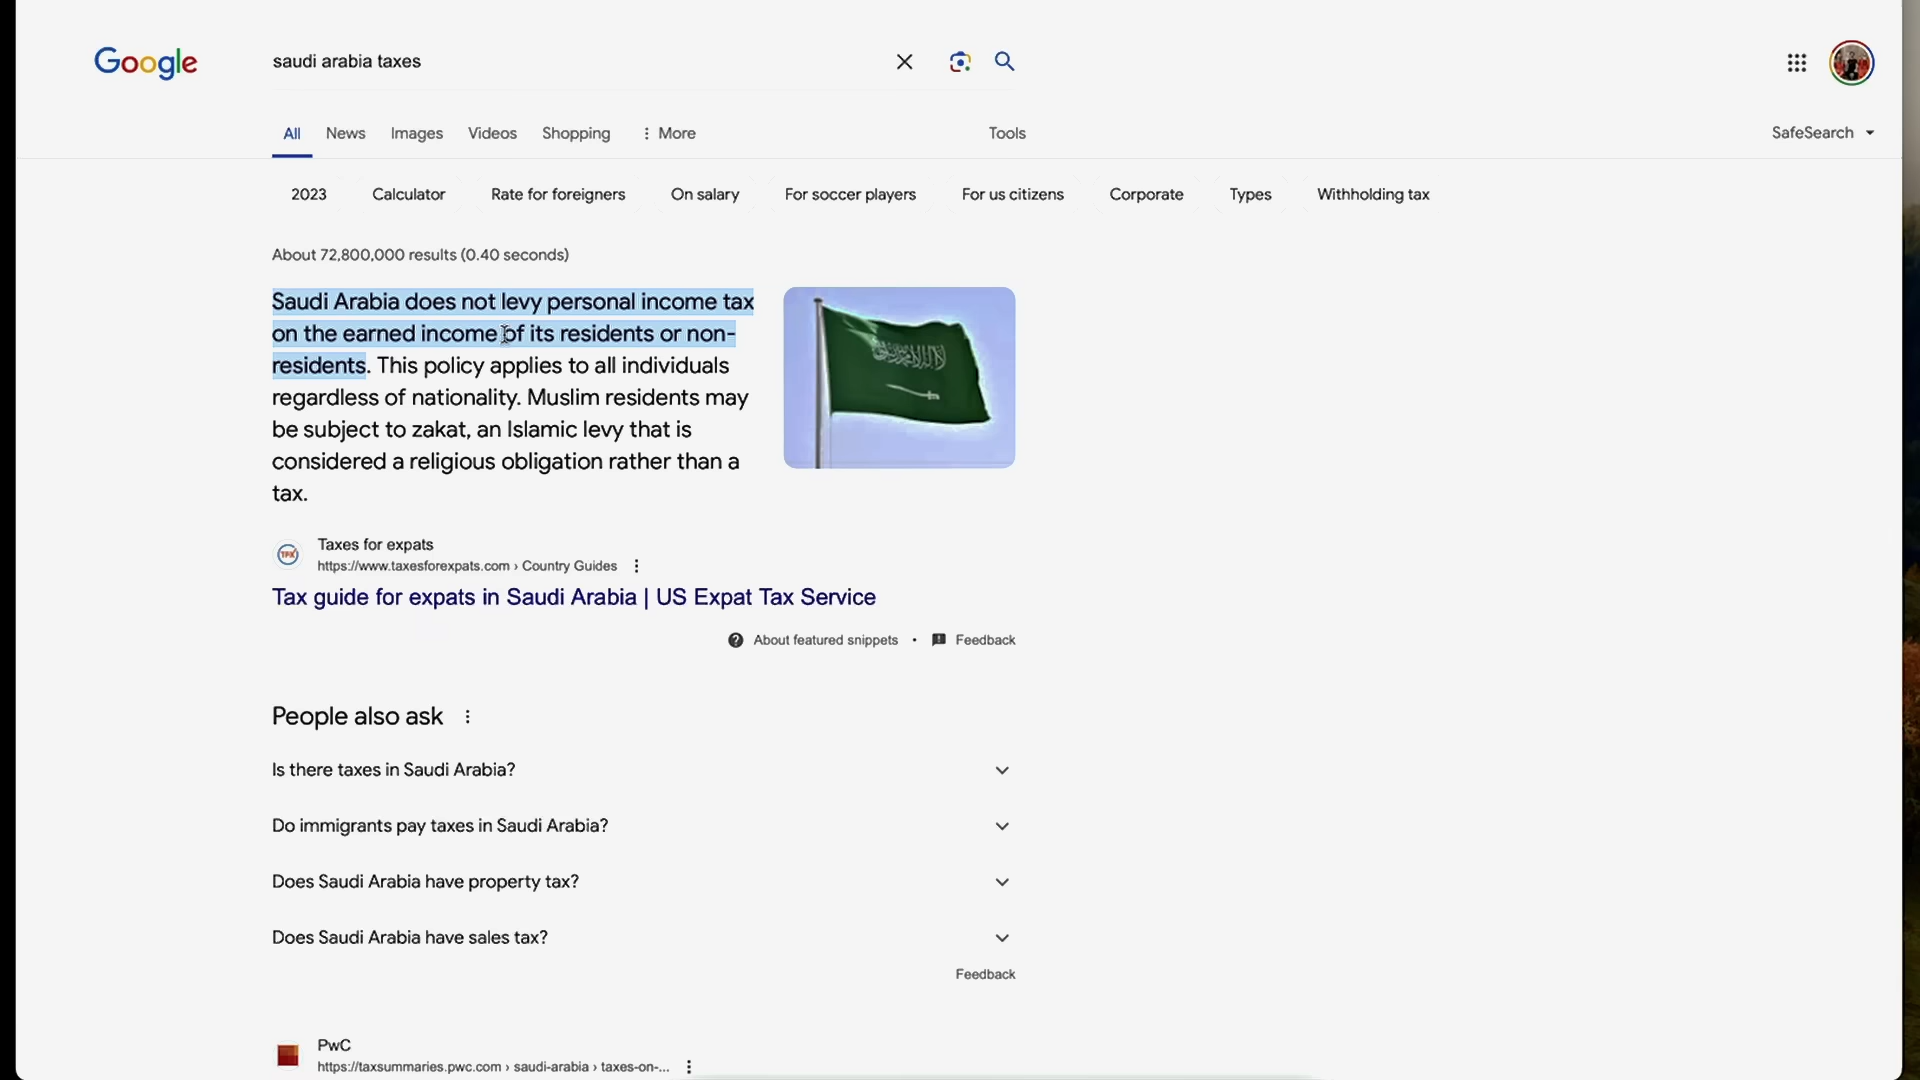 Google
saudi arabia taxes
All News Images Videos Shopping More Tools SafeSearch
2023 Calculator Rate for foreigners On salary For soccer players For us citizens Corporate Types Withholding tax
About 72,800,000 results (0.40 seconds)
Saudi Arabia does not levy personal income tax
on the earned income of its residents or non-
residents. This policy applies to all individuals
regardless of nationality. Muslim residents may
be subject to zakat, an Islamic levy that is
considered a religious obligation rather than a
tax.
Taxes for expats
https://www.taxesforexpats.com › Country Guides
Tax guide for expats in Saudi Arabia | US Expat Tax Service
About featured snippets • Feedback
People also ask
Is there taxes in Saudi Arabia?
Do immigrants pay taxes in Saudi Arabia?
Does Saudi Arabia have property tax?
Does Saudi Arabia have sales tax?
Feedback
PwC
https://taxsummaries.pwc.com › saudi-arabia › taxes-on-...